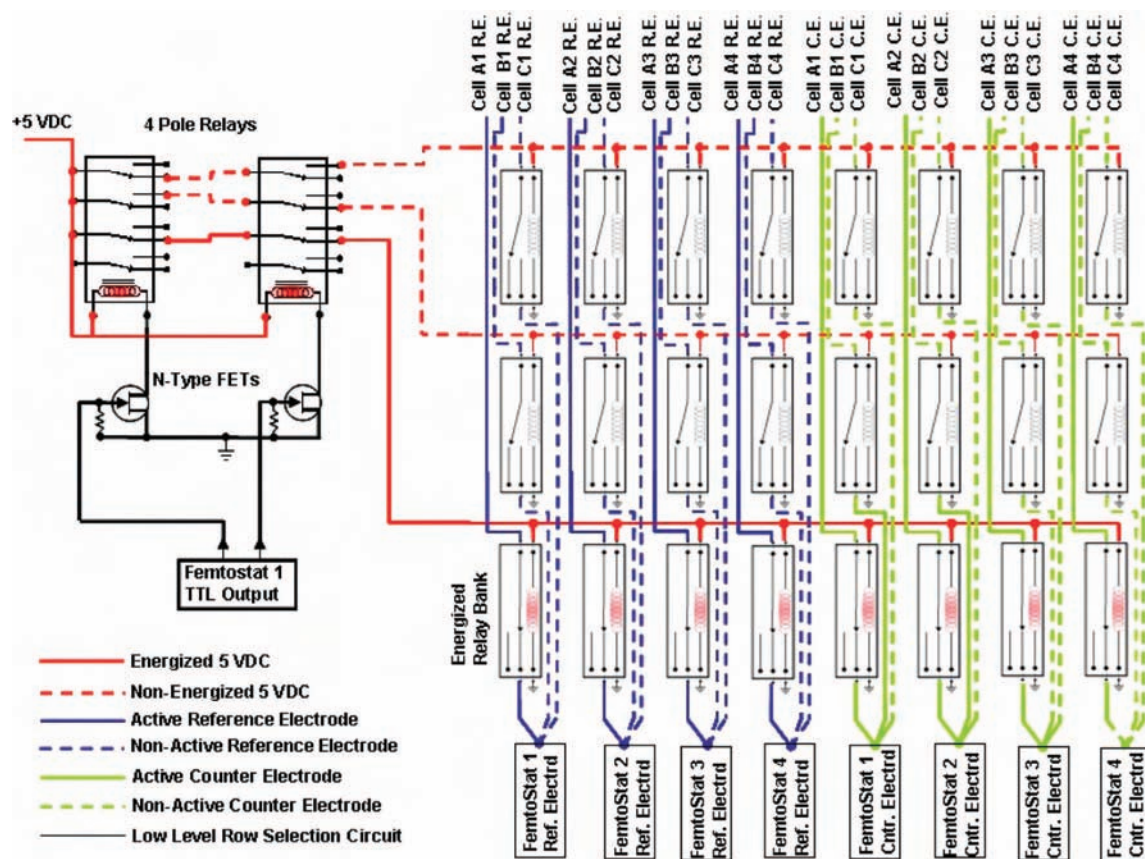 Cell A1 R.E.
Cell B1 R.E.
Cell C1 R.E.
Cell A2 R.E.
Cell B2 R.E.
Cell C2 R.E.
Cell A3 R.E.
Cell B3 R.E.
Cell C3 R.E.
Cell A4 R.E.
Cell B4 R.E.
Cell C4 R.E.
Cell A1 C.E.
Cell B1 C.E.
Cell C1 C.E.
Cell A2 C.E.
Cell B2 C.E.
Cell C2 C.E.
Cell A3 C.E.
Cell B3 C.E.
Cell C3 C.E.
Cell A4 C.E.
Cell B4 C.E.
Cell C4 C.E.
+5 VDC
4 Pole Relays
N-Type FETs
Femtostat 1
TTL Output
Energized
Relay Bank
Energized 5 VDC
Non-Energized 5 VDC
Active Reference Electrode
Non-Active Reference Electrode
Active Counter Electrode
Non-Active Counter Electrode
Low Level Row Selection Circuit
FemtoStat 1
Ref. Electrd
FemtoStat 2
Ref. Electrd
FemtoStat 3
Ref. Electrd
FemtoStat 4
Ref. Electrd
FemtoStat 1
Cntr. Electrd
FemtoStat 2
Cntr. Electrd
FemtoStat 3
Cntr. Electrd
FemtoStat 4
Cntr. Electrd